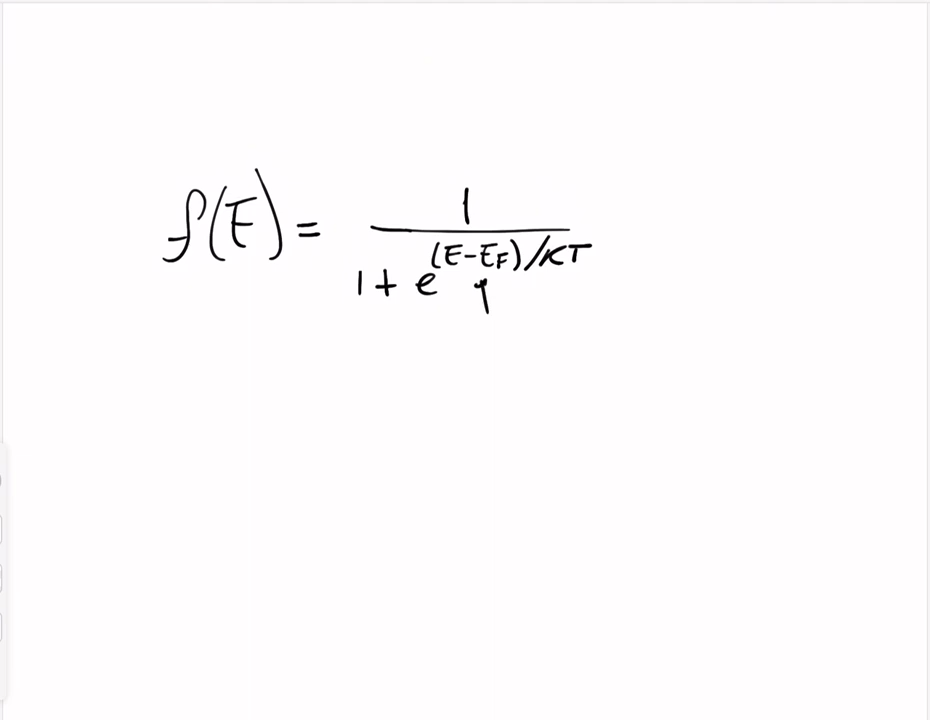 f(E) = 1 / (1 + e^((E-E_F)/KT))